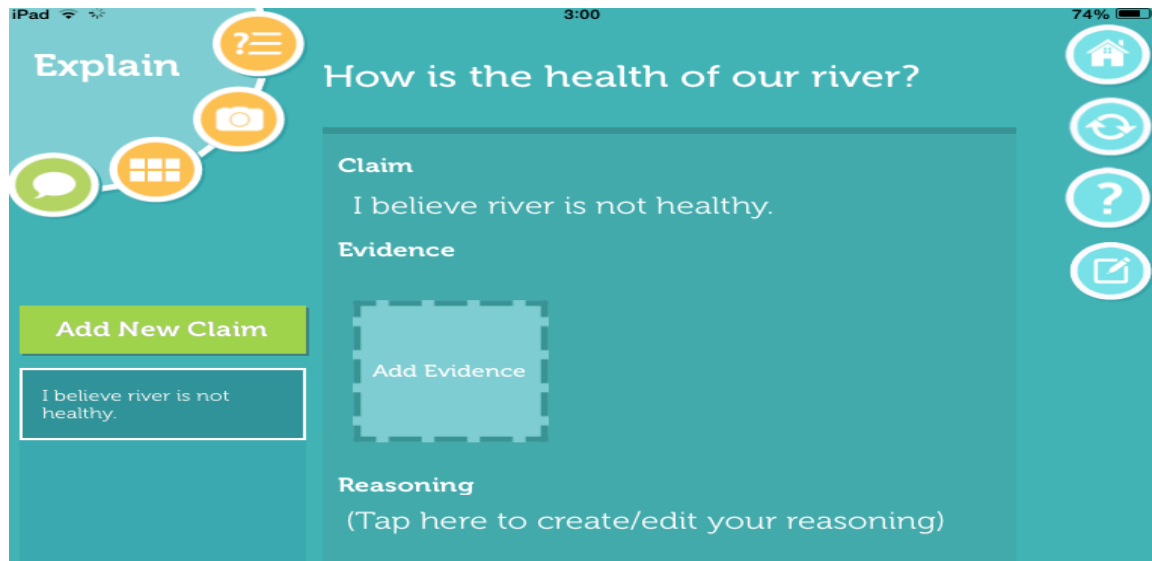 iPad 3:00 74%
Explain
?
How is the health of our river?
Claim
I believe river is not healthy.
Evidence
?
Add New Claim
Add Evidence
I believe river is not
healthy.
Reasoning
(Tap here to create/edit your reasoning)